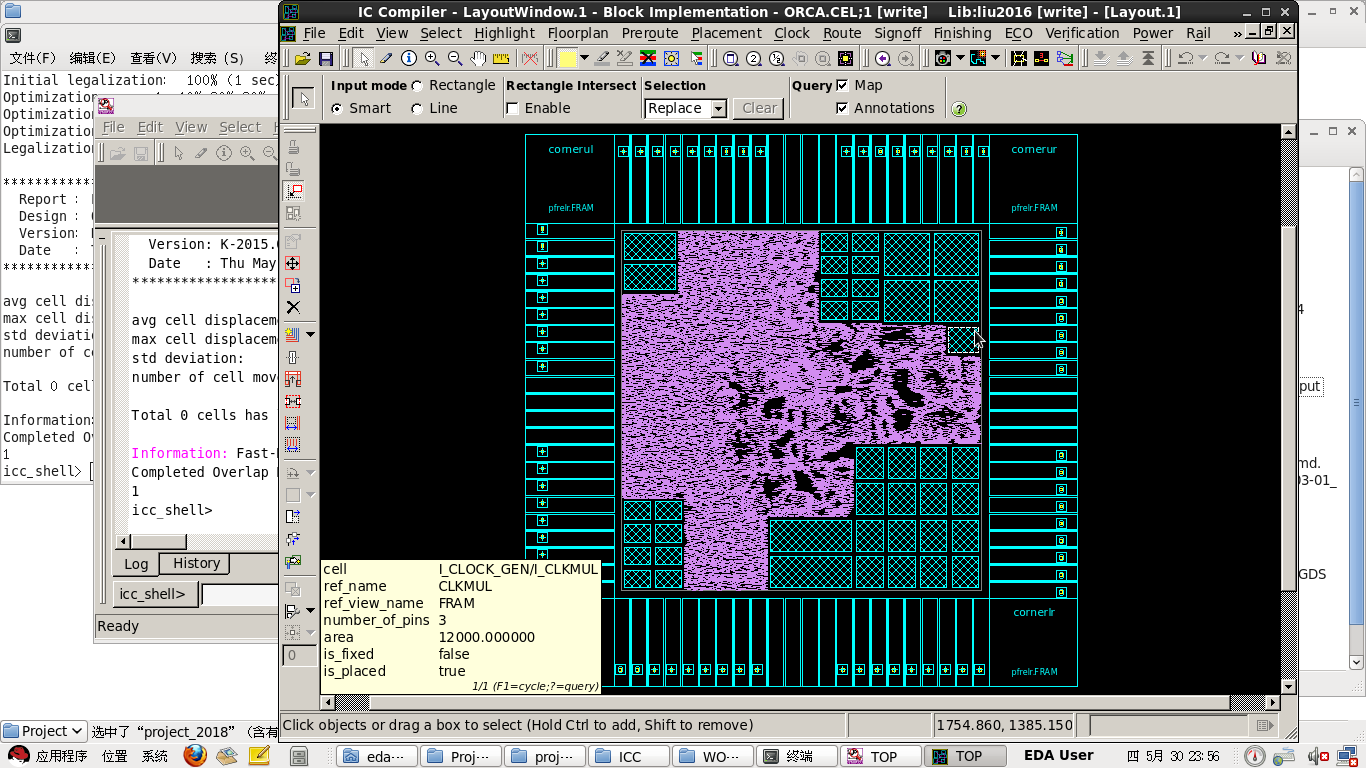 IC Compiler - LayoutWindow.1 - Block Implementation - ORCA.CEL;1 [write]    Lib:liu2016 [write] - [Layout.1]
File Edit View Select Highlight Floorplan Preroute Placement Clock Route Signoff Finishing ECO Verification Power Rail »
Input mode Rectangle Rectangle Intersect Selection Query Map
Smart Line Enable Replace Clear Annotations
文件(F) 编辑(E) 查看(V) 搜索 (S)
Initial legalization:  100% (1 sec)
Optimization
Optimization
Optimization
Legalization
Report :
Design :
Version:
Date   :
avg cell dis
max cell dis
std deviatio
number of ce
Total 0 cell
Information:
Completed Ov
1
icc_shell>
File Edit View Select
Version: K-2015.
Date   : Thu May
****************
avg cell displacem
max cell displacem
std deviation:
number of cell mov
Total 0 cells has
Information: Fast-
Completed Overlap
1
icc_shell>
Log History
icc_shell>
Ready
cornerul
pfrelr.FRAM
cornerur
pfrelr.FRAM
cornerlr
pfrelr.FRAM
cell I_CLOCK_GEN/I_CLKMUL
ref_name CLKMUL
ref_view_name FRAM
number_of_pins 3
area 12000.000000
is_fixed false
is_placed true
1/1 (F1=cycle;?=query)
0
4
put
md.
03-01_
GDS
Click objects or drag a box to select (Hold Ctrl to add, Shift to remove)
1754.860, 1385.150
Project 选中了“project_2018” (含有
应用程序 位置 系统 eda··· Proj··· proj··· ICC WO··· 终端 TOP TOP EDA User 四 5月 30 23:56